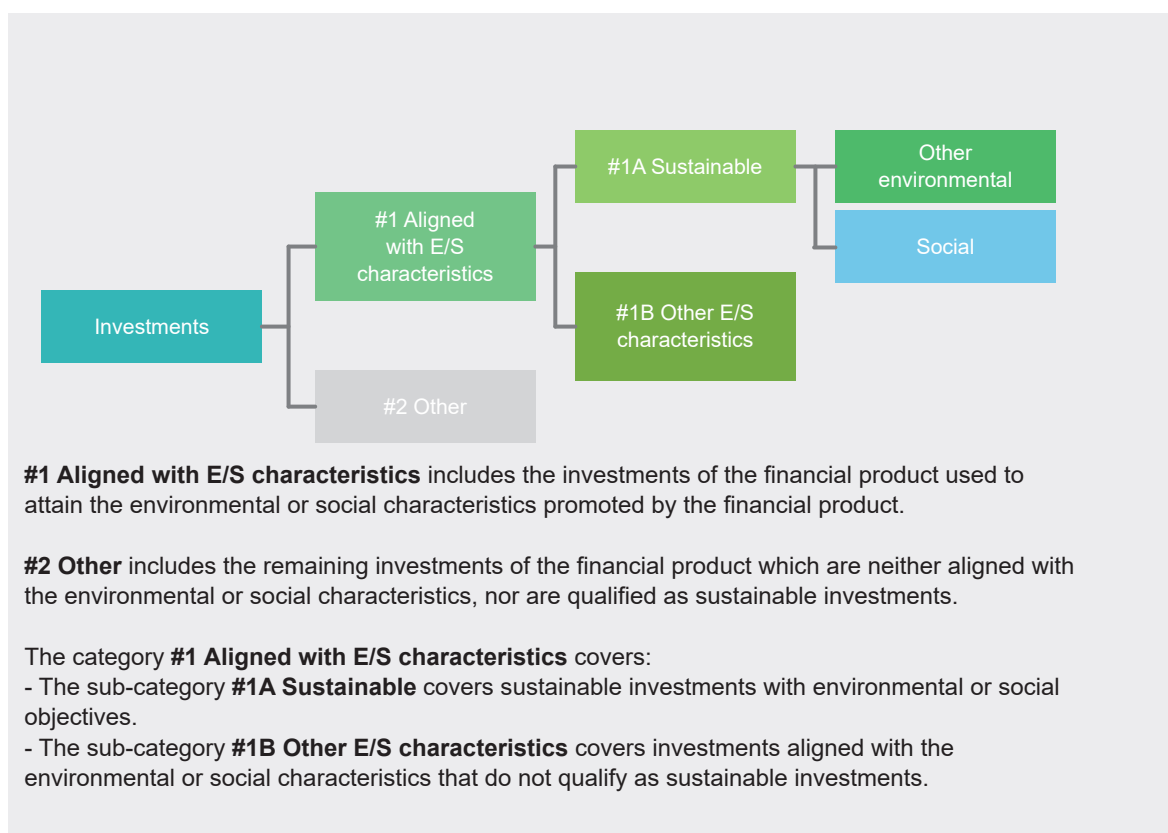 #1A Sustainable
Other
environmental
#1 Aligned
with E/S
characteristics
Social
Investments
#1B Other E/S
characteristics
#2 Other
#1 Aligned with E/S characteristics includes the investments of the financial product used to
attain the environmental or social characteristics promoted by the financial product.
#2 Other includes the remaining investments of the financial product which are neither aligned with
the environmental or social characteristics, nor are qualified as sustainable investments.
The category #1 Aligned with E/S characteristics covers:
- The sub-category #1A Sustainable covers sustainable investments with environmental or social
objectives.
- The sub-category #1B Other E/S characteristics covers investments aligned with the
environmental or social characteristics that do not qualify as sustainable investments.